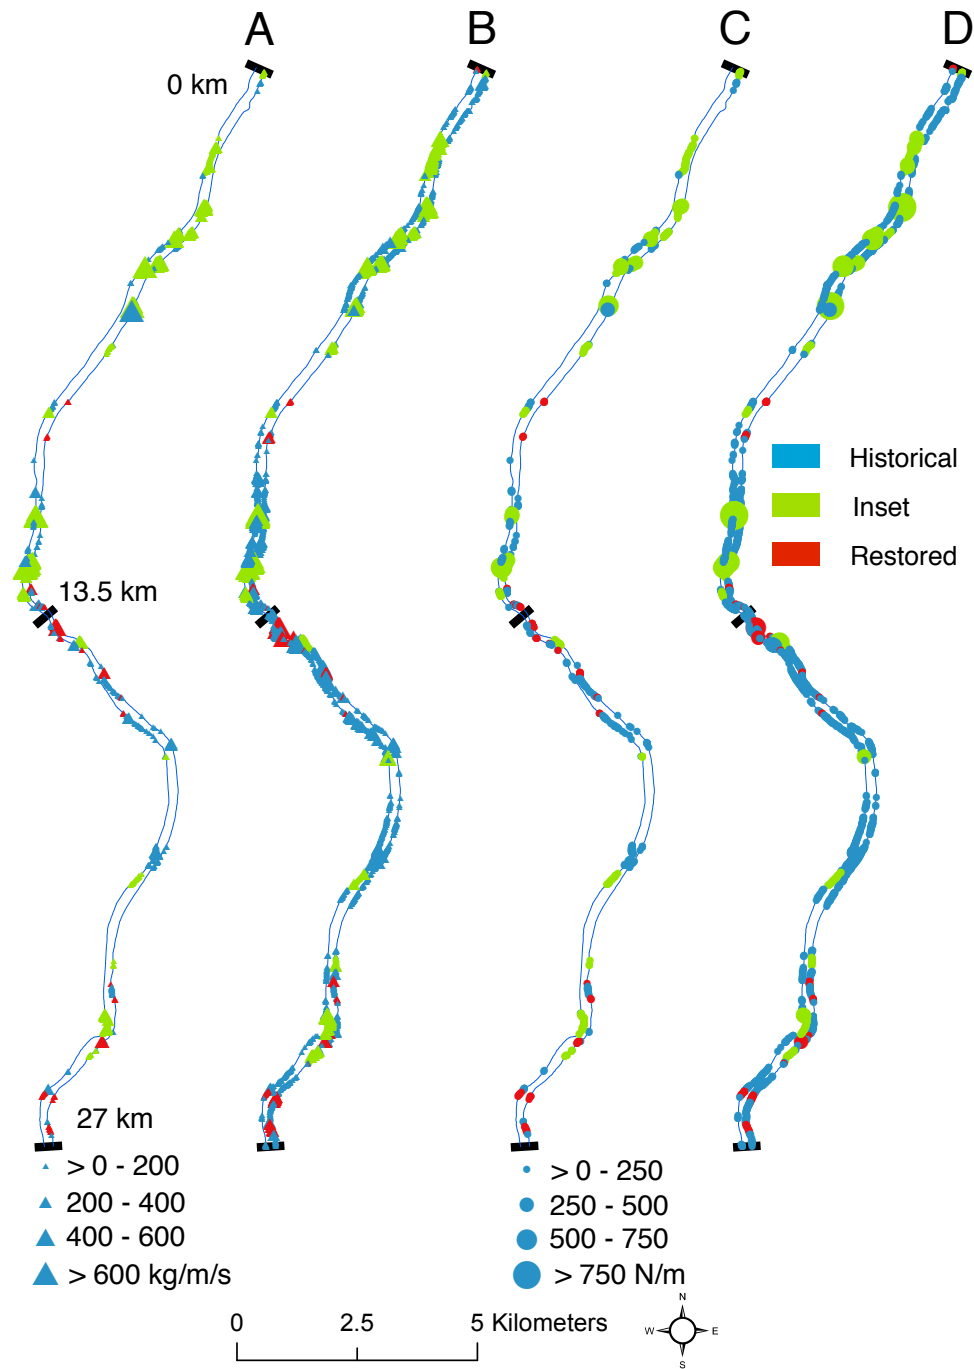 A B C D
0 km
Historical
Inset
Restored
13.5 km
27 km
> 0 - 200
200 - 400
400 - 600
> 600 kg/m/s
> 0 - 250
250 - 500
500 - 750
> 750 N/m
0 2.5 5 Kilometers
N
W E
S